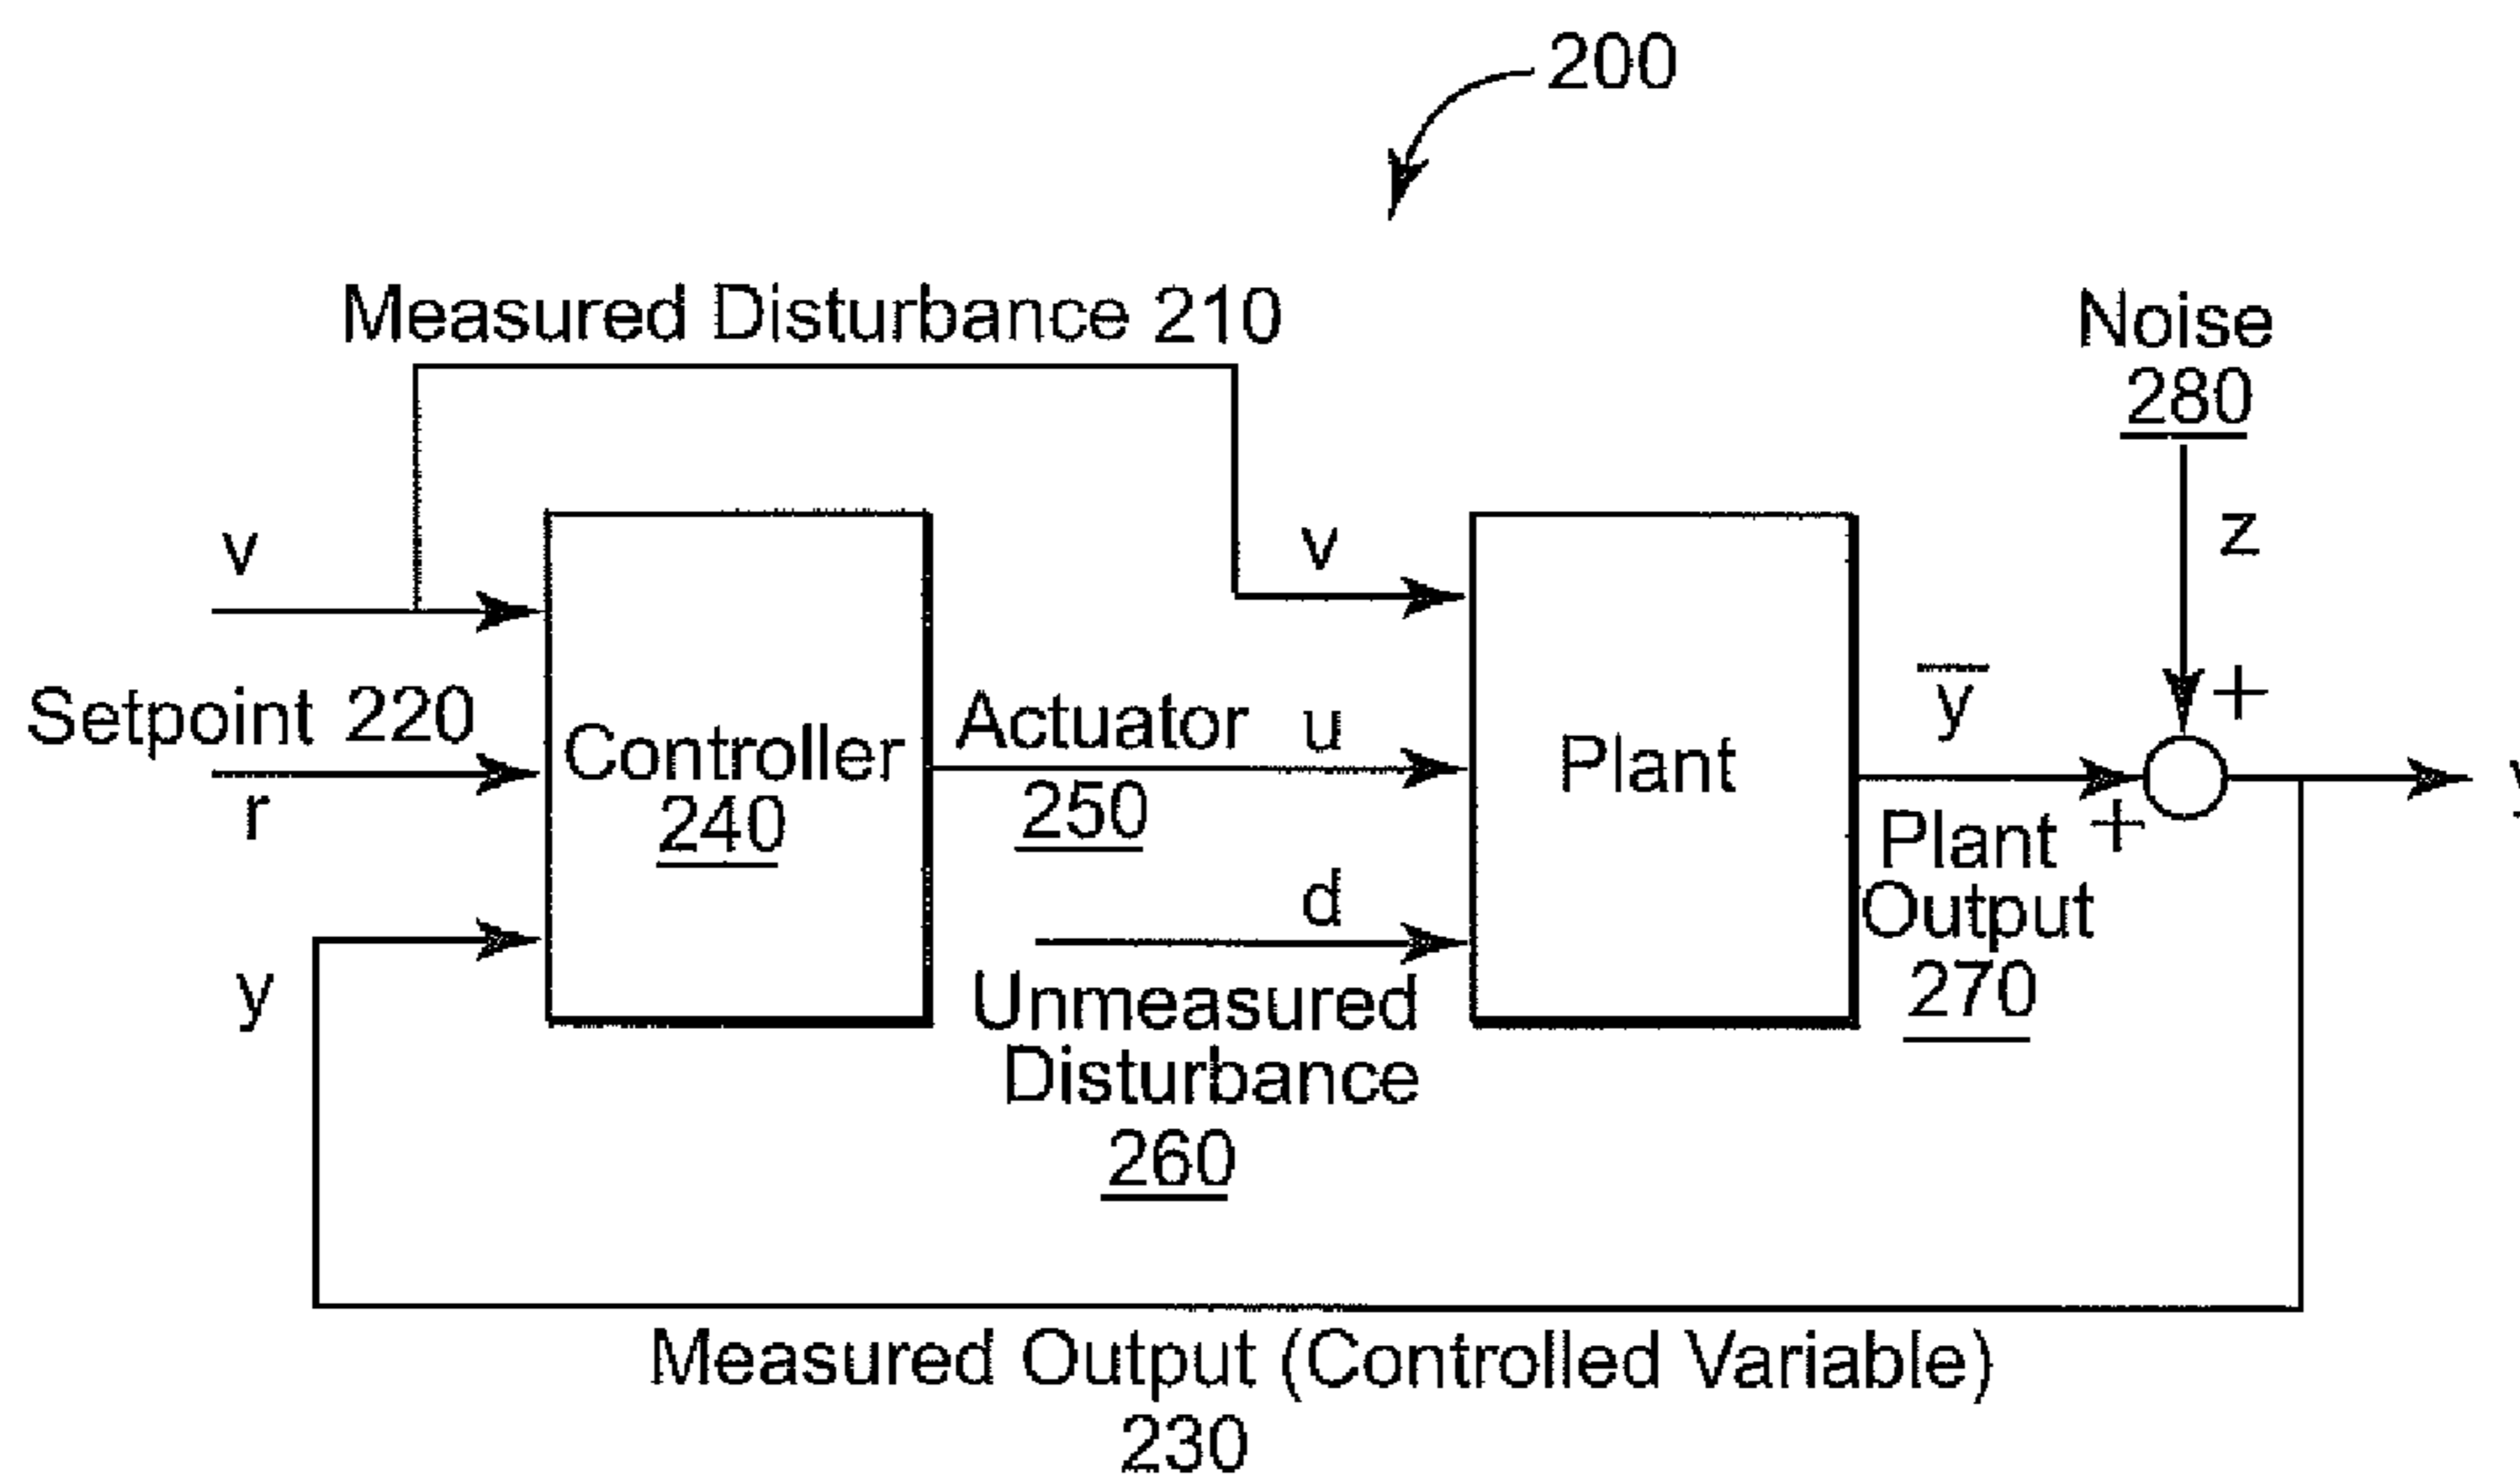 200
Measured Disturbance 210
Noise
280
z
v
v
Setpoint 220
r
y
Controller
240
Actuator
250
u
d
Unmeasured
Disturbance
260
Plant
y̅
+
+
Plant
Output
270
Measured Output (Controlled Variable)
230